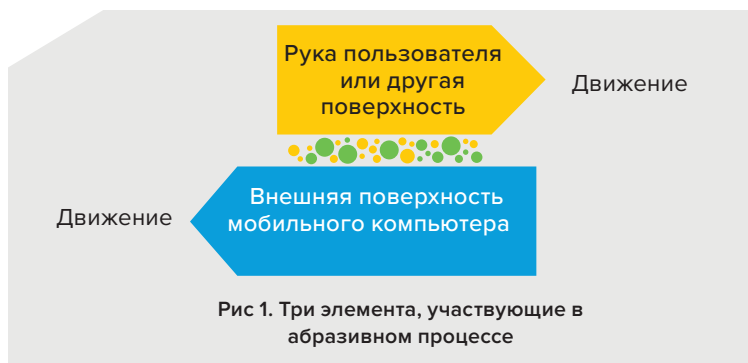 Рука пользователя
или другая
поверхность
Движение
Внешняя поверхность
мобильного компьютера
Движение
Рис 1. Три элемента, участвующие в
абразивном процессе